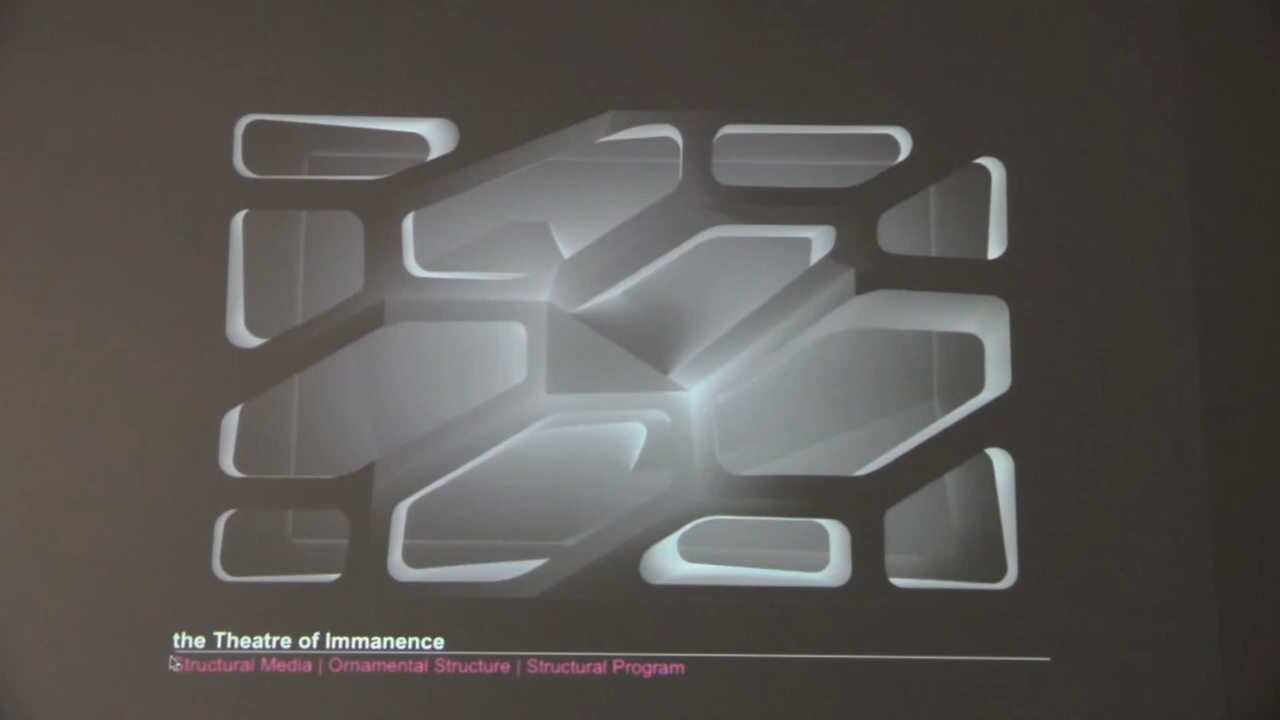 the Theatre of Immanence
Structural Media | Ornamental Structure | Structural Program